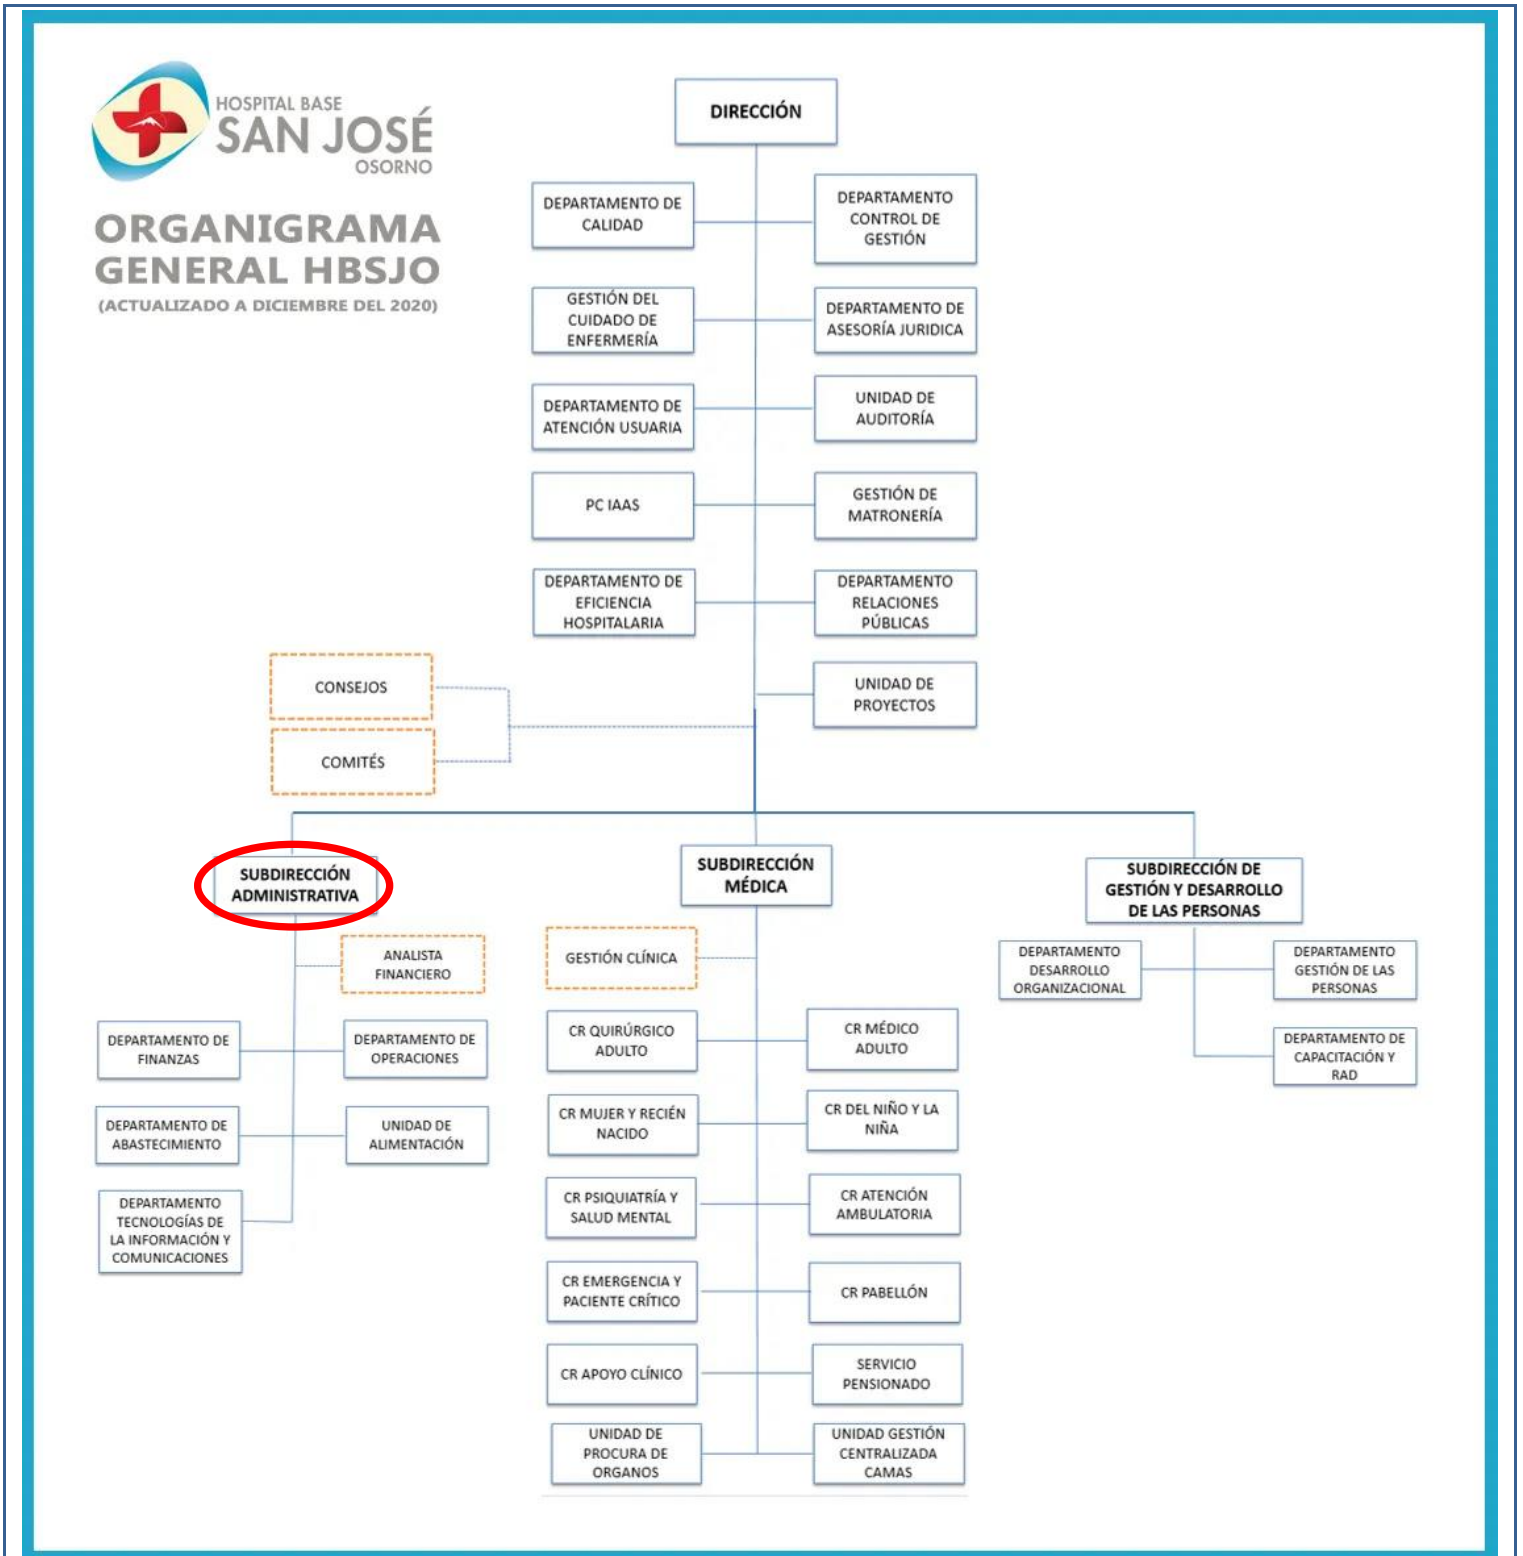 HOSPITAL BASE
SAN JOSÉ
OSORNO
ORGANIGRAMA
GENERAL HBSJO
(ACTUALIZADO A DICIEMBRE DEL 2020)
DIRECCIÓN
DEPARTAMENTO DE
CALIDAD
DEPARTAMENTO
CONTROL DE
GESTIÓN
GESTIÓN DEL
CUIDADO DE
ENFERMERÍA
DEPARTAMENTO DE
ASESORÍA JURIDICA
DEPARTAMENTO DE
ATENCIÓN USUARIA
UNIDAD DE
AUDITORÍA
PC IAAS
GESTIÓN DE
MATRONERÍA
DEPARTAMENTO DE
EFICIENCIA
HOSPITALARIA
DEPARTAMENTO
RELACIONES
PÚBLICAS
CONSEJOS
UNIDAD DE
PROYECTOS
COMITÉS
SUBDIRECCIÓN
ADMINISTRATIVA
ANALISTA
FINANCIERO
DEPARTAMENTO DE
FINANZAS
DEPARTAMENTO DE
OPERACIONES
DEPARTAMENTO DE
ABASTECIMIENTO
UNIDAD DE
ALIMENTACIÓN
DEPARTAMENTO
TECNOLOGÍAS DE
LA INFORMACIÓN Y
COMUNICACIONES
SUBDIRECCIÓN
MÉDICA
GESTIÓN CLÍNICA
CR QUIRÚRGICO
ADULTO
CR MÉDICO
ADULTO
CR MUJER Y RECIÉN
NACIDO
CR DEL NIÑO Y LA
NIÑA
CR PSIQUIATRÍA Y
SALUD MENTAL
CR ATENCIÓN
AMBULATORIA
CR EMERGENCIA Y
PACIENTE CRÍTICO
CR PABELLÓN
CR APOYO CLÍNICO
SERVICIO
PENSIONADO
UNIDAD DE
PROCURA DE
ORGANOS
UNIDAD GESTIÓN
CENTRALIZADA
CAMAS
SUBDIRECCIÓN DE
GESTIÓN Y DESARROLLO
DE LAS PERSONAS
DEPARTAMENTO
DESARROLLO
ORGANIZACIONAL
DEPARTAMENTO
GESTIÓN DE LAS
PERSONAS
DEPARTAMENTO DE
CAPACITACIÓN Y
RAD